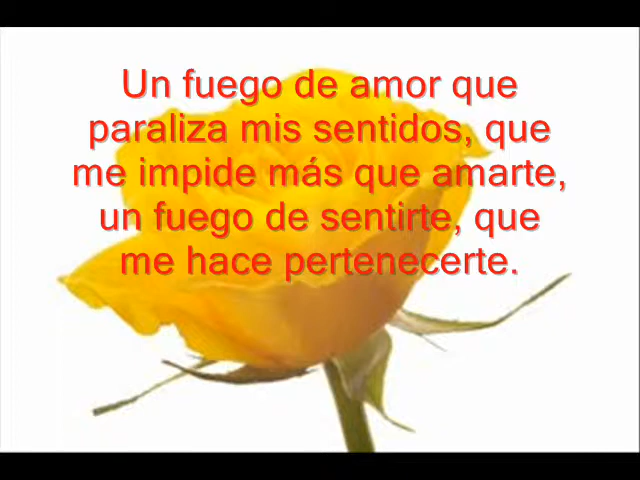 Un fuego de amor que
paraliza mis sentidos, que
me impide más que amarte,
un fuego de sentirte, que
me hace pertenecerte.